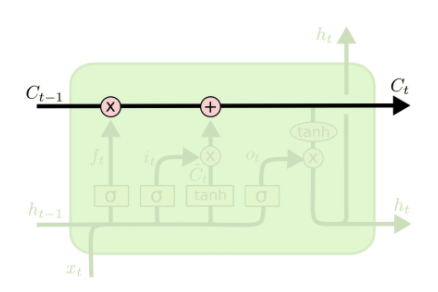 h_t
C_{t-1} x + C_t
tanh
f_t i_t x o_t x
C̃_t
σ σ tanh σ
h_{t-1} h_t
x_t